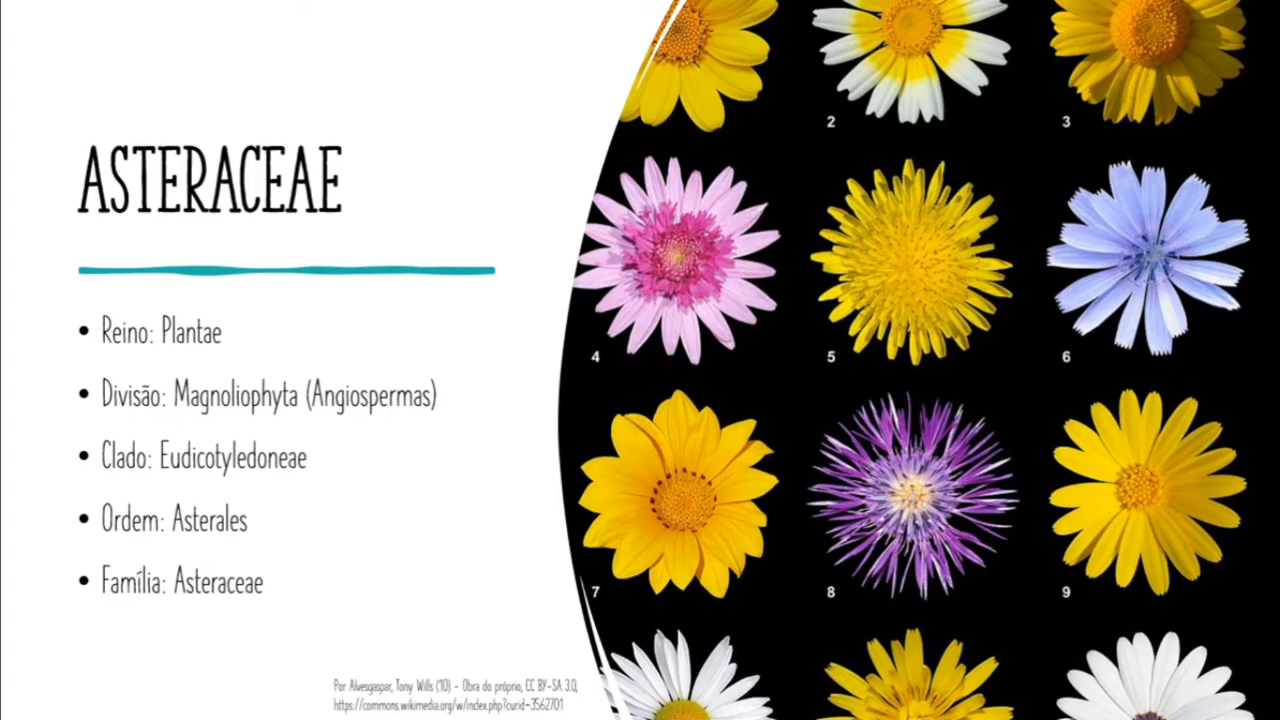 ASTERACEAE
• Reino: Plantae
• Divisão: Magnoliophyta (Angiospermas)
• Clado: Eudicotyledoneae
• Ordem: Asterales
• Família: Asteraceae
Por Alvesgaspar, Tony Wills (10) - Obra do próprio, CC BY-SA 3.0,
https://commons.wikimedia.org/w/index.php?curid=3562701
2
3
4
5
6
7
8
9